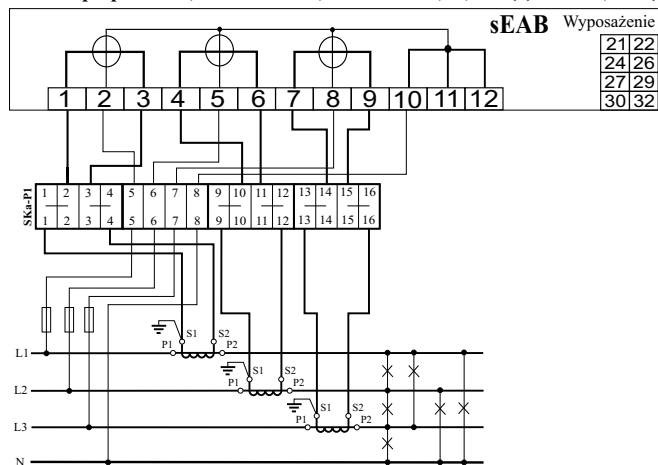 sEAB Wyposażenie
21 22
24 26
27 29
30 32
1 2 3 4 5 6 7 8 9 10 11 12
SKa-P1
1 2 3 4 5 6 7 8 9 10 11 12 13 14 15 16
1 2 3 4 5 6 7 8 9 10 11 12 13 14 15 16
S1 S2
L1 P1 P2
S1 S2
L2 P1 P2
S1 S2
L3 P1 P2
N